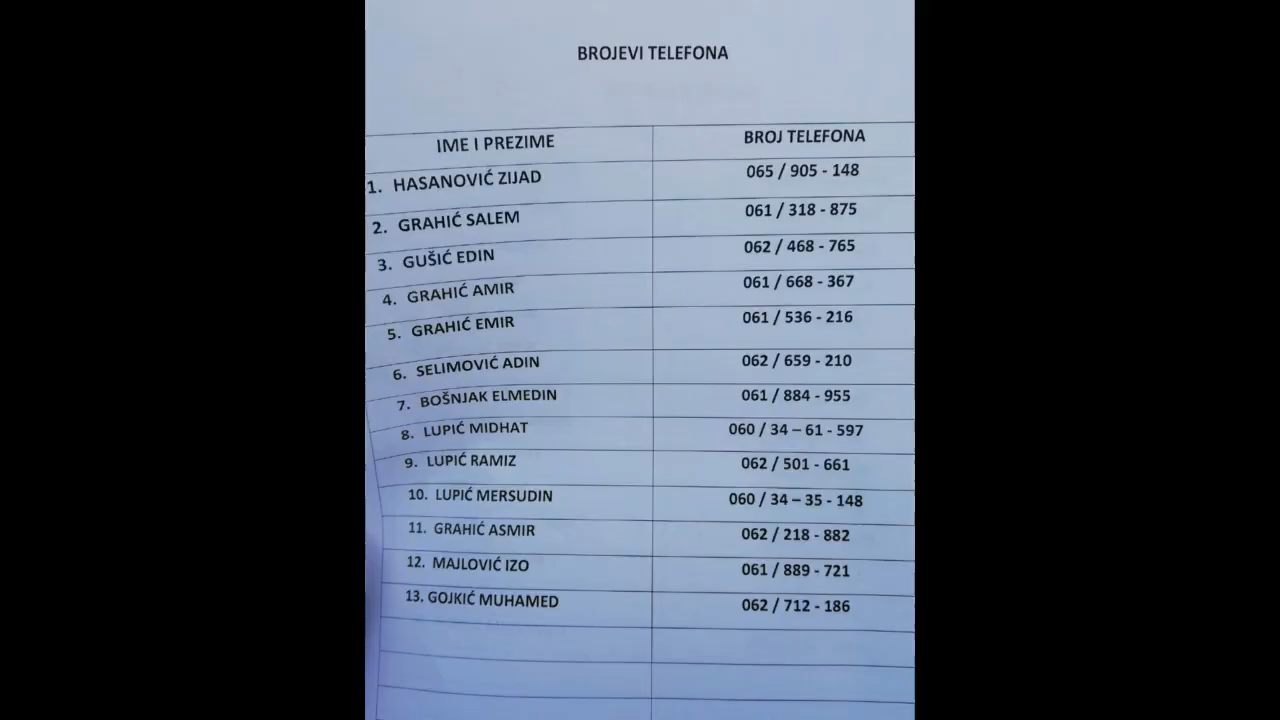 BROJEVI TELEFONA
IME I PREZIME BROJ TELEFONA
1. HASANOVIĆ ZIJAD 065 / 905 - 148
2. GRAHIĆ SALEM 061 / 318 - 875
3. GUŠIĆ EDIN 062 / 468 - 765
4. GRAHIĆ AMIR 061 / 668 - 367
5. GRAHIĆ EMIR 061 / 536 - 216
6. SELIMOVIĆ ADIN 062 / 659 - 210
7. BOŠNJAK ELMEDIN 061 / 884 - 955
8. LUPIĆ MIDHAT 060 / 34 – 61 - 597
9. LUPIĆ RAMIZ 062 / 501 - 661
10. LUPIĆ MERSUDIN 060 / 34 – 35 - 148
11. GRAHIĆ ASMIR 062 / 218 - 882
12. MAJLOVIĆ IZO 061 / 889 - 721
13. GOJKIĆ MUHAMED 062 / 712 - 186